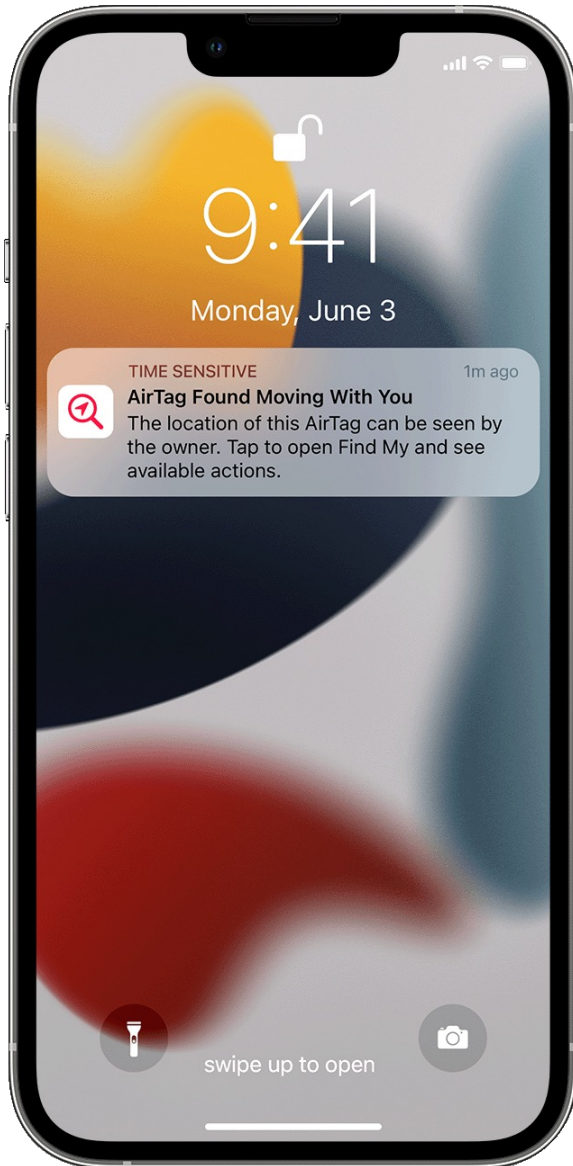 9:41
Monday, June 3
TIME SENSITIVE 1m ago
AirTag Found Moving With You
The location of this AirTag can be seen by
the owner. Tap to open Find My and see
available actions.
swipe up to open